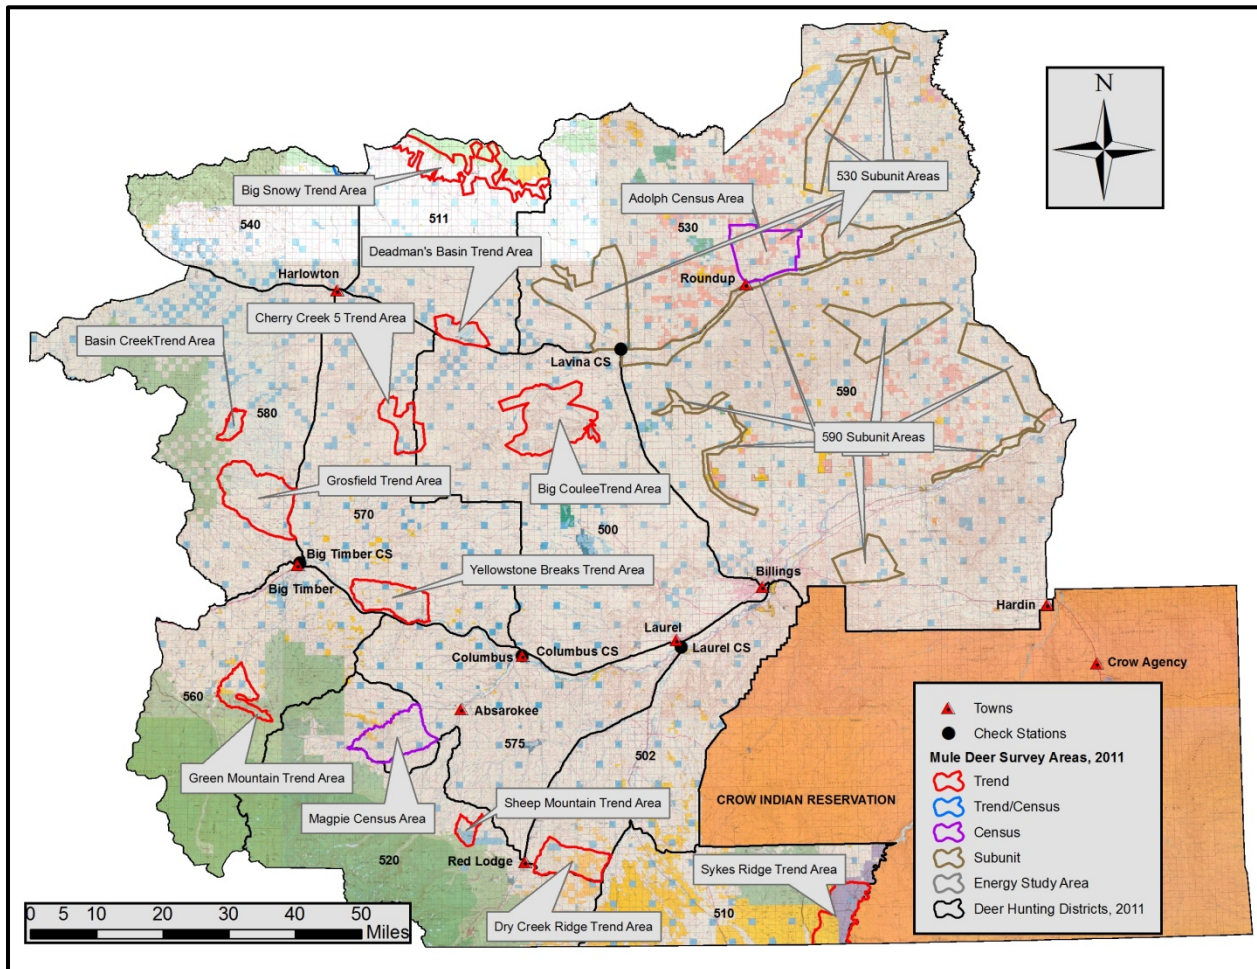 N
530 Subunit Areas
Big Snowy Trend Area
Adolph Census Area
511
540
530
Deadman's Basin Trend Area
Harlowton
Roundup
Cherry Creek 5 Trend Area
Basin CreekTrend Area
Lavina CS
590
580
590 Subunit Areas
Grosfield Trend Area
Big CouleeTrend Area
570
500
Big Timber CS
Yellowstone Breaks Trend Area
Billings
Big Timber
Hardin
Laurel
Columbus
Columbus CS
Laurel CS
Crow Agency
560
Absarokee
Towns
Check Stations
575
502
Mule Deer Survey Areas, 2011
Green Mountain Trend Area
Trend
Sheep Mountain Trend Area
CROW INDIAN RESERVATION
Trend/Census
Magpie Census Area
Census
520
Red Lodge
Subunit
Sykes Ridge Trend Area
Energy Study Area
Deer Hunting Districts, 2011
510
0 5 10 20 30 40 50
Dry Creek Ridge Trend Area
Miles